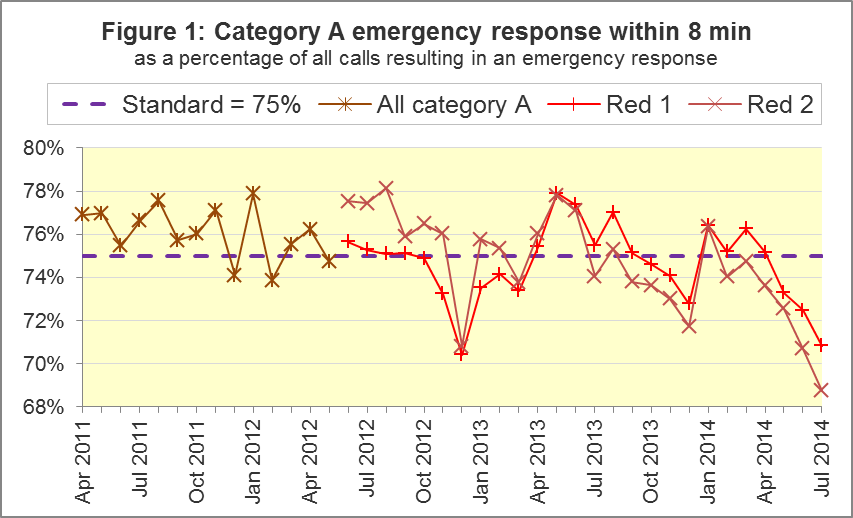 Figure 1: Category A emergency response within 8 min
as a percentage of all calls resulting in an emergency response
Standard = 75% All category A Red 1 Red 2
80%
78%
76%
74%
72%
70%
68%
Apr 2011 Jul 2011 Oct 2011 Jan 2012 Apr 2012 Jul 2012 Oct 2012 Jan 2013 Apr 2013 Jul 2013 Oct 2013 Jan 2014 Apr 2014 Jul 2014